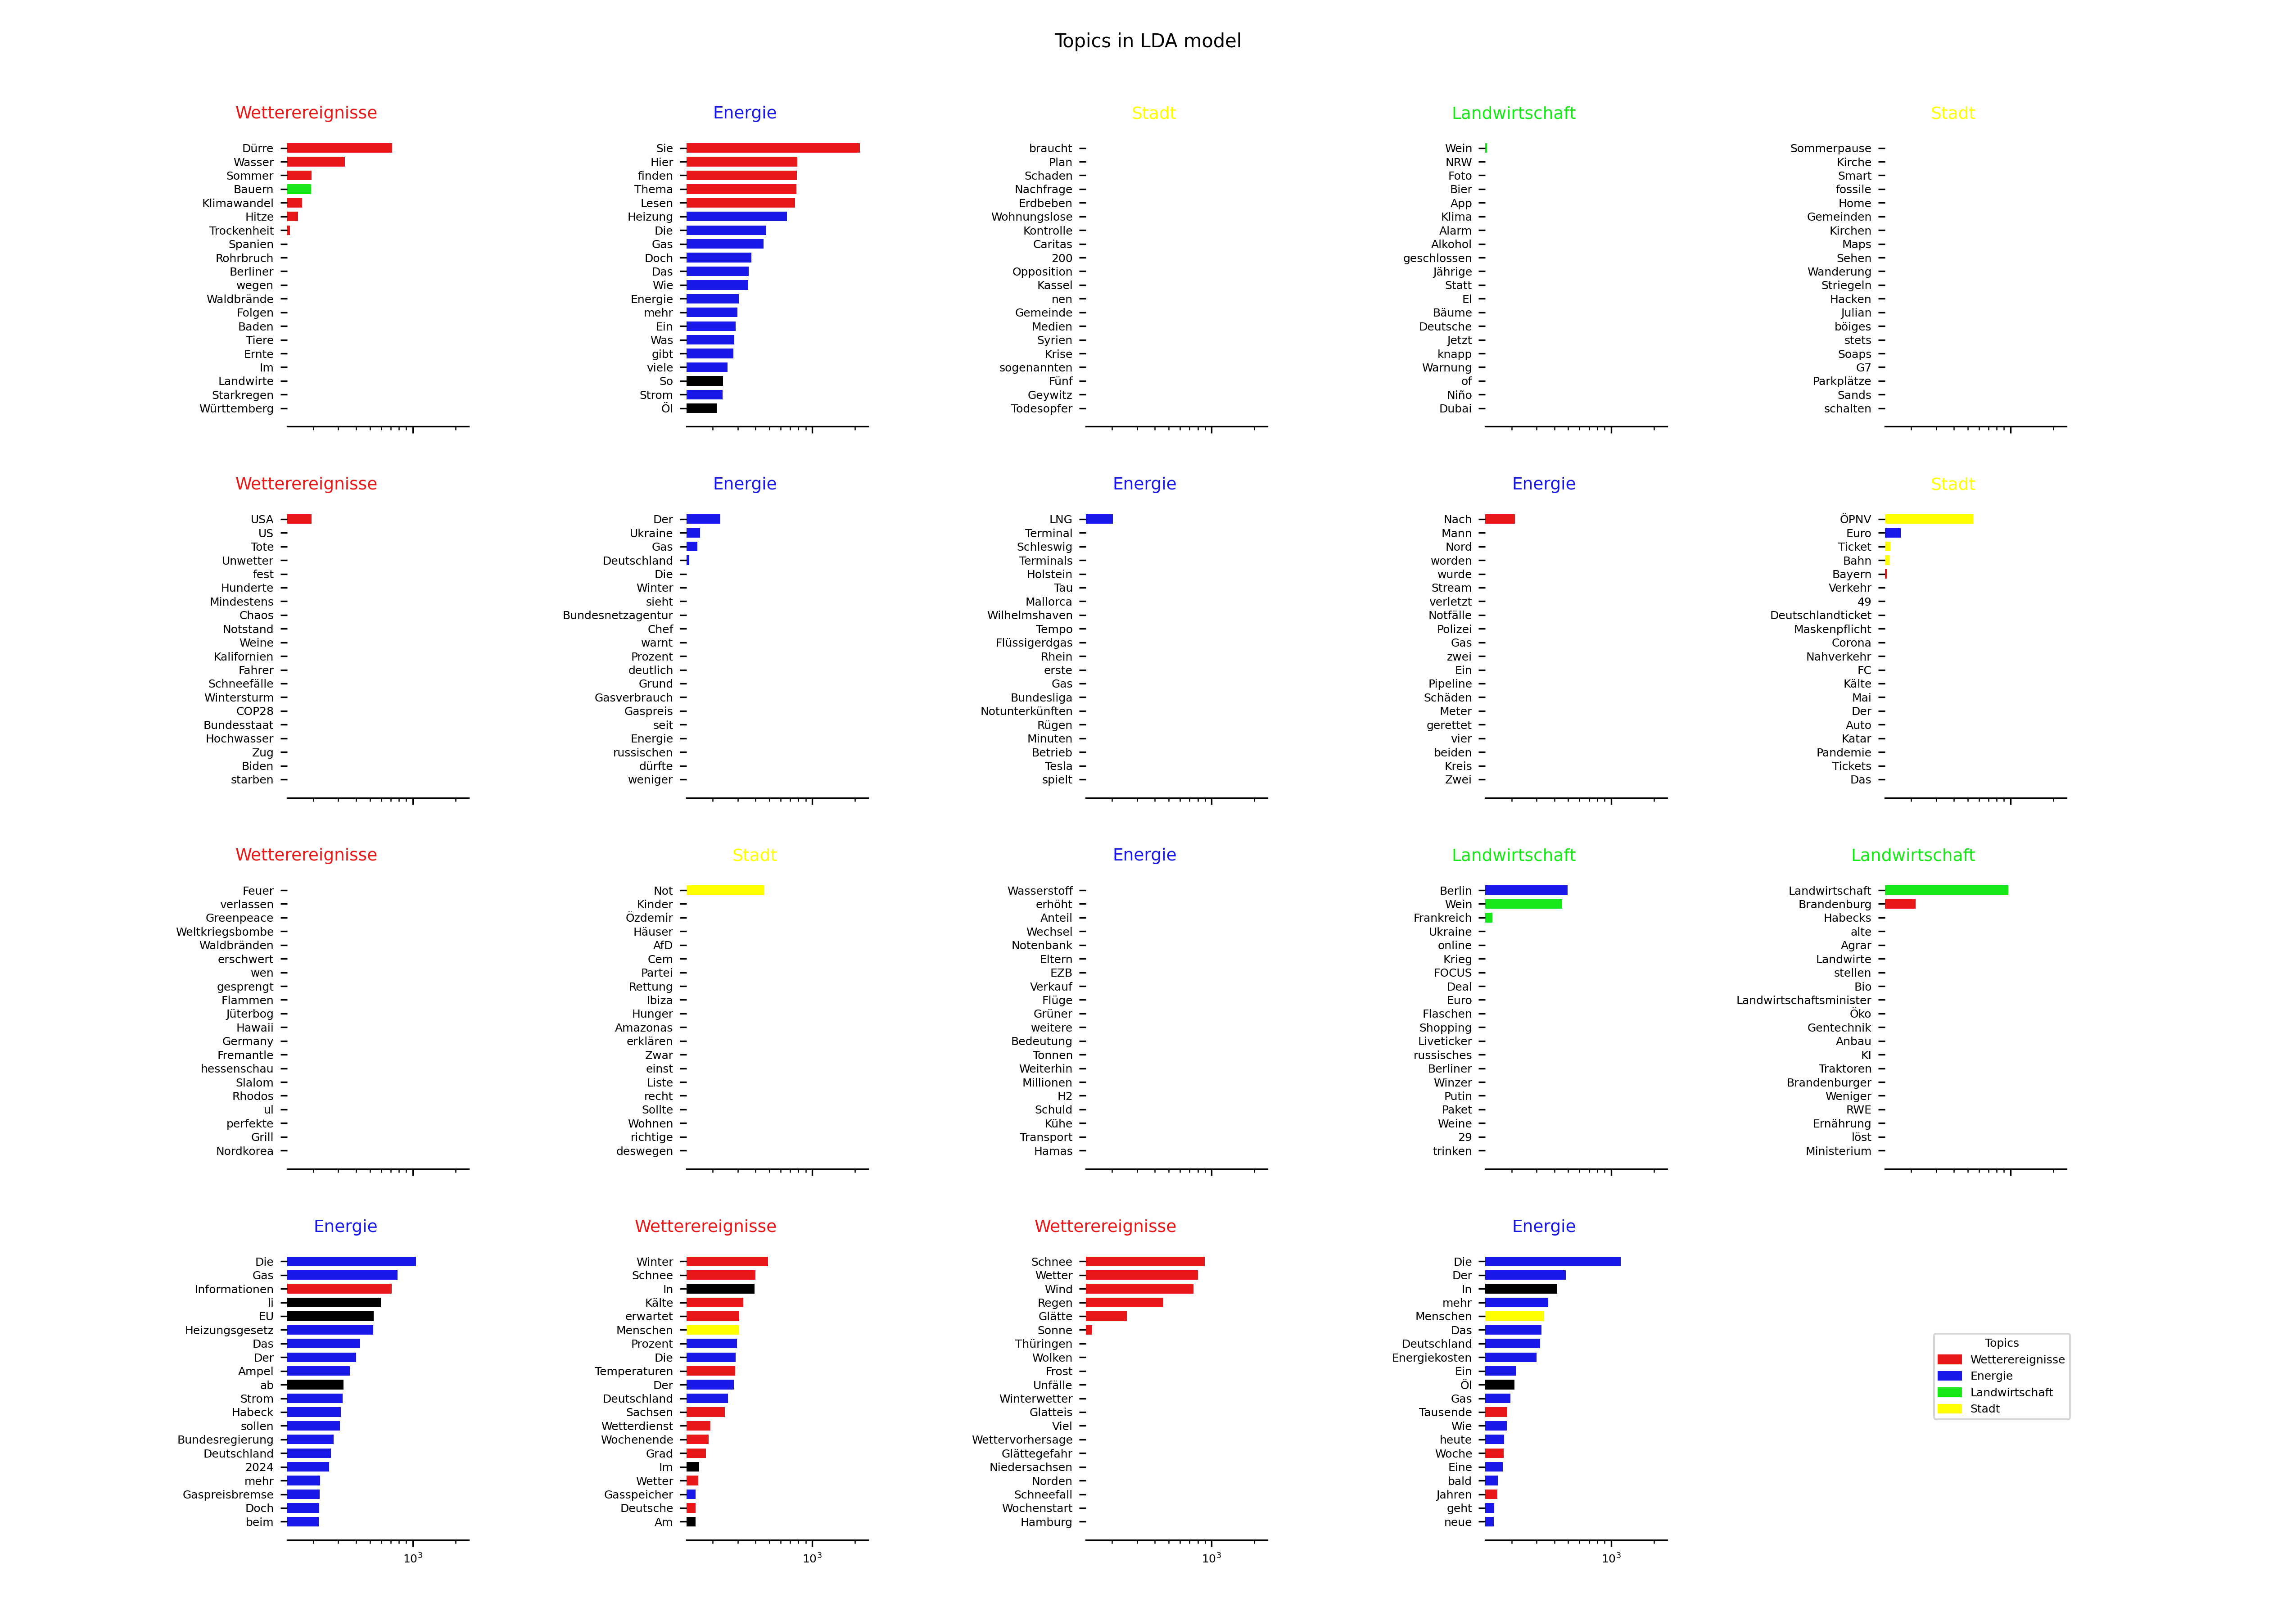 Topics in LDA model
Wetterereignisse
Dürre
Wasser
Sommer
Bauern
Klimawandel
Hitze
Trockenheit
Spanien
Rohrbruch
Berliner
wegen
Waldbrände
Folgen
Baden
Tiere
Ernte
Im
Landwirte
Starkregen
Württemberg
Energie
Sie
Hier
finden
Thema
Lesen
Heizung
Die
Gas
Doch
Das
Wie
Energie
mehr
Ein
Was
gibt
viele
So
Strom
Öl
Stadt
braucht
Plan
Schaden
Nachfrage
Erdbeben
Wohnungslose
Kontrolle
Caritas
200
Opposition
Kassel
nen
Gemeinde
Medien
Syrien
Krise
sogenannten
Fünf
Geywitz
Todesopfer
Landwirtschaft
Wein
NRW
Foto
Bier
App
Klima
Alarm
Alkohol
geschlossen
Jährige
Statt
El
Bäume
Deutsche
Jetzt
knapp
Warnung
of
Niño
Dubai
Stadt
Sommerpause
Kirche
Smart
fossile
Home
Gemeinden
Kirchen
Maps
Sehen
Wanderung
Striegeln
Hacken
Julian
böiges
stets
Soaps
G7
Parkplätze
Sands
schalten
Wetterereignisse
USA
US
Tote
Unwetter
fest
Hunderte
Mindestens
Chaos
Notstand
Weine
Kalifornien
Fahrer
Schneefälle
Wintersturm
COP28
Bundesstaat
Hochwasser
Zug
Biden
starben
Energie
Der
Ukraine
Gas
Deutschland
Die
Winter
sieht
Bundesnetzagentur
Chef
warnt
Prozent
deutlich
Grund
Gasverbrauch
Gaspreis
seit
Energie
russischen
dürfte
weniger
Energie
LNG
Terminal
Schleswig
Terminals
Holstein
Tau
Mallorca
Wilhelmshaven
Tempo
Flüssigerdgas
Rhein
erste
Gas
Bundesliga
Notunterkünften
Rügen
Minuten
Betrieb
Tesla
spielt
Energie
Nach
Mann
Nord
worden
wurde
Stream
verletzt
Notfälle
Polizei
Gas
zwei
Ein
Pipeline
Schäden
Meter
gerettet
vier
beiden
Kreis
Zwei
Stadt
ÖPNV
Euro
Ticket
Bahn
Bayern
Verkehr
49
Deutschlandticket
Maskenpflicht
Corona
Nahverkehr
FC
Kälte
Mai
Der
Auto
Katar
Pandemie
Tickets
Das
Wetterereignisse
Feuer
verlassen
Greenpeace
Weltkriegsbombe
Waldbränden
erschwert
wen
gesprengt
Flammen
Jüterbog
Hawaii
Germany
Fremantle
hessenschau
Slalom
Rhodos
ul
perfekte
Grill
Nordkorea
Stadt
Not
Kinder
Özdemir
Häuser
AfD
Cem
Partei
Rettung
Ibiza
Hunger
Amazonas
erklären
Zwar
einst
Liste
recht
Sollte
Wohnen
richtige
deswegen
Energie
Wasserstoff
erhöht
Anteil
Wechsel
Notenbank
Eltern
EZB
Verkauf
Flüge
Grüner
weitere
Bedeutung
Tonnen
Weiterhin
Millionen
H2
Schuld
Kühe
Transport
Hamas
Landwirtschaft
Berlin
Wein
Frankreich
Ukraine
online
Krieg
FOCUS
Deal
Euro
Flaschen
Shopping
Liveticker
russisches
Berliner
Winzer
Putin
Paket
Weine
29
trinken
Landwirtschaft
Landwirtschaft
Brandenburg
Habecks
alte
Agrar
Landwirte
stellen
Bio
Landwirtschaftsminister
Öko
Gentechnik
Anbau
KI
Traktoren
Brandenburger
Weniger
RWE
Ernährung
löst
Ministerium
Energie
Die
Gas
Informationen
li
EU
Heizungsgesetz
Das
Der
Ampel
ab
Strom
Habeck
sollen
Bundesregierung
Deutschland
2024
mehr
Gaspreisbremse
Doch
beim
10³
Wetterereignisse
Winter
Schnee
In
Kälte
erwartet
Menschen
Prozent
Die
Temperaturen
Der
Deutschland
Sachsen
Wetterdienst
Wochenende
Grad
Im
Wetter
Gasspeicher
Deutsche
Am
10³
Wetterereignisse
Schnee
Wetter
Wind
Regen
Glätte
Sonne
Thüringen
Wolken
Frost
Unfälle
Winterwetter
Glatteis
Viel
Wettervorhersage
Glättegefahr
Niedersachsen
Norden
Schneefall
Wochenstart
Hamburg
10³
Energie
Die
Der
In
mehr
Menschen
Das
Deutschland
Energiekosten
Ein
Öl
Gas
Tausende
Wie
heute
Woche
Eine
bald
Jahren
geht
neue
10³
Topics
Wetterereignisse
Energie
Landwirtschaft
Stadt